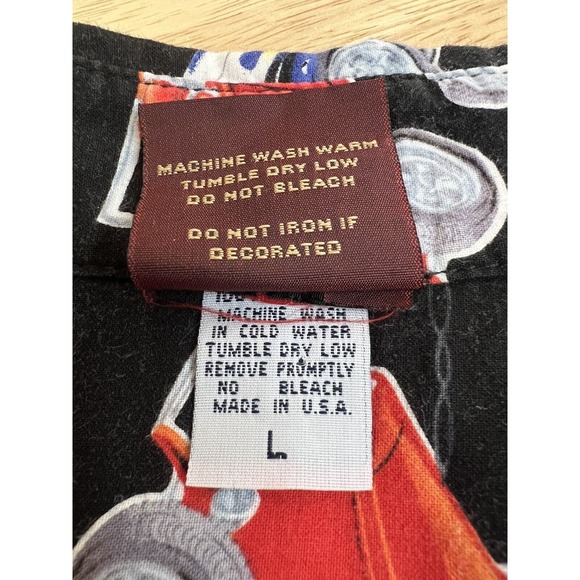 MACHINE WASH WARM
TUMBLE DRY LOW
DO NOT BLEACH
DO NOT IRON IF
DECORATED
MACHINE WASH
IN COLD WATER
TUMBLE DRY LOW
REMOVE PROMPTLY
NO BLEACH
MADE IN U.S.A.
L